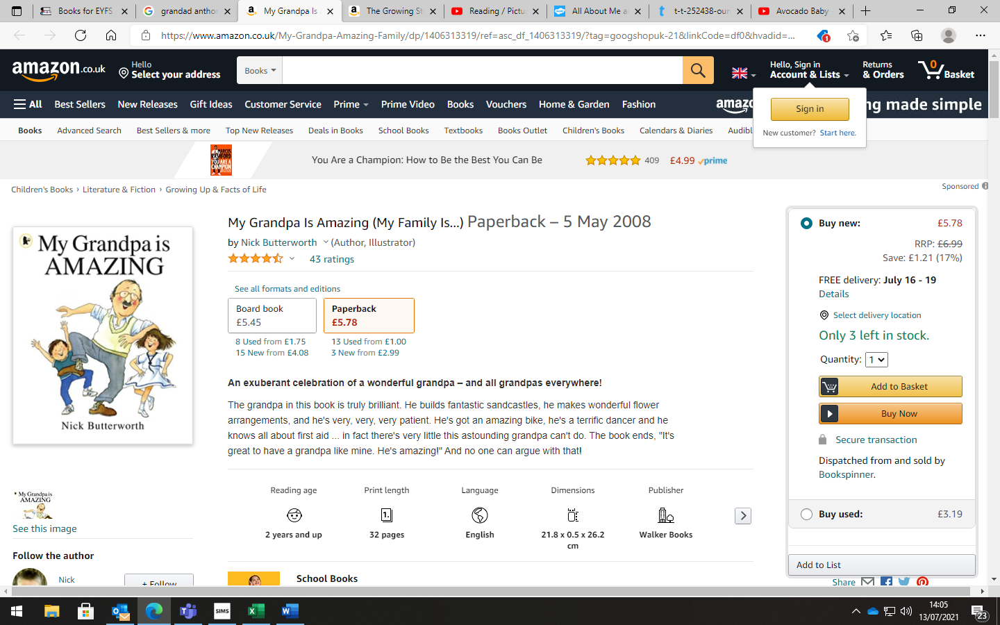 Books for EYFS
grandad anthon
My Grandpa Is A
The Growing St
Reading / Pictu
All About Me a
t-t-252438-our
Avocado Baby -
https://www.amazon.co.uk/My-Grandpa-Amazing-Family/dp/1406313319/ref=asc_df_1406313319/?tag=googshopuk-21&linkCode=df0&hvadid=...
1
amazon.co.uk
Hello
Select your address
Books
Hello, Sign in
Account & Lists
Returns
& Orders
0
Basket
All
Best Sellers
New Releases
Gift Ideas
Customer Service
Prime
Prime Video
Books
Vouchers
Home & Garden
Fashion
amazo
ng made simple
Sign in
New customer? Start here.
Books
Advanced Search
Best Sellers & more
Top New Releases
Deals in Books
School Books
Textbooks
Books Outlet
Children's Books
Calendars & Diaries
Audibl
MARCUS
RASHFORD
YOU ARE A
CHAMPION
You Are a Champion: How to Be the Best You Can Be
409
£4.99 prime
Children's Books › Literature & Fiction › Growing Up & Facts of Life
Sponsored
My Grandpa is
AMAZING
Nick Butterworth
My Grandpa is
AMAZING
See this image
Follow the author
Nick
+ Follow
My Grandpa Is Amazing (My Family Is...) Paperback – 5 May 2008
by Nick Butterworth (Author, Illustrator)
43 ratings
See all formats and editions
Board book
£5.45
8 Used from £1.75
15 New from £4.08
Paperback
£5.78
13 Used from £1.00
3 New from £2.99
An exuberant celebration of a wonderful grandpa – and all grandpas everywhere!
The grandpa in this book is truly brilliant. He builds fantastic sandcastles, he makes wonderful flower
arrangements, and he's very, very, very patient. He's got an amazing bike, he's a terrific dancer and he
knows all about first aid ... in fact there's very little this astounding grandpa can't do. The book ends, "It's
great to have a grandpa like mine. He's amazing!" And no one can argue with that!
Reading age
2 years and up
Print length
1.
32 pages
Language
English
Dimensions
21.8 x 0.5 x 26.2
cm
Publisher
Walker Books
School Books
Buy new:
£5.78
RRP: £6.99
Save: £1.21 (17%)
FREE delivery: July 16 - 19
Details
Select delivery location
Only 3 left in stock.
Quantity: 1
Add to Basket
Buy Now
Secure transaction
Dispatched from and sold by
Bookspinner.
Buy used:
£3.19
Add to List
Share
SIMS
14:05
13/07/2021
23